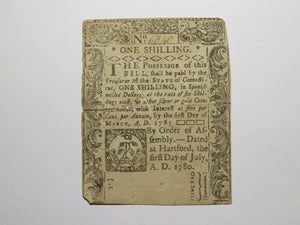 No.
ONE SHILLING.
THE Possessor of this
BILL, shall be paid by the
Treasurer of the STATE of Connecti-
cut, ONE SHILLING, in Spanish
milled Dollars, at the rate of six Shil-
lings each, or other silver or gold Coins
with Interest at five per
Cent. per Annum, by the first Day of
MARCH, A. D. 1785.
By Order of As-
sembly.—Dated
at Hartford, the
first Day of July,
A. D. 1780.